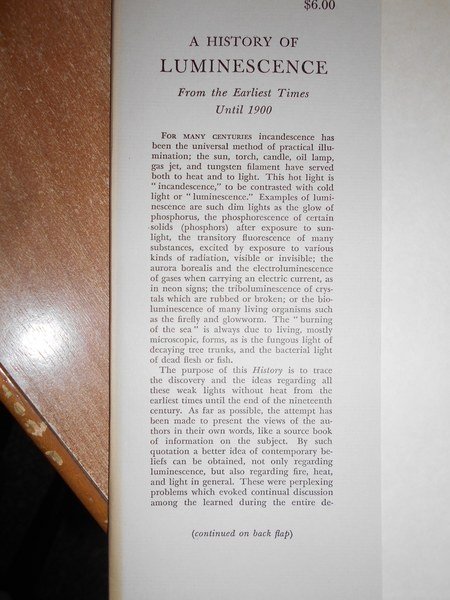 $6.00
A HISTORY OF
LUMINESCENCE
From the Earliest Times
Until 1900
FOR MANY CENTURIES incandescence has
been the universal method of practical illu-
mination; the sun, torch, candle, oil lamp,
gas jet, and tungsten filament have served
both to heat and to light. This hot light is
"incandescence," to be contrasted with cold
light or "luminescence." Examples of lumi-
nescence are such dim lights as the glow of
phosphorus, the phosphorescence of certain
solids (phosphors) after exposure to sun-
light, the transitory fluorescence of many
substances, excited by exposure to various
kinds of radiation, visible or invisible; the
aurora borealis and the electroluminescence
of gases when carrying an electric current, as
in neon signs; the triboluminescence of crys-
tals which are rubbed or broken; or the bio-
luminescence of many living organisms such
as the firefly and glowworm. The "burning
of the sea" is always due to living, mostly
microscopic, forms, as is the fungous light of
decaying tree trunks, and the bacterial light
of dead flesh or fish.
The purpose of this History is to trace
the discovery and the ideas regarding all
these weak lights without heat from the
earliest times until the end of the nineteenth
century. As far as possible, the attempt has
been made to present the views of the au-
thors in their own words, like a source book
of information on the subject. By such
quotation a better idea of contemporary be-
liefs can be obtained, not only regarding
luminescence, but also regarding fire, heat,
and light in general. These were perplexing
problems which evoked continual discussion
among the learned during the entire de-
(continued on back flap)